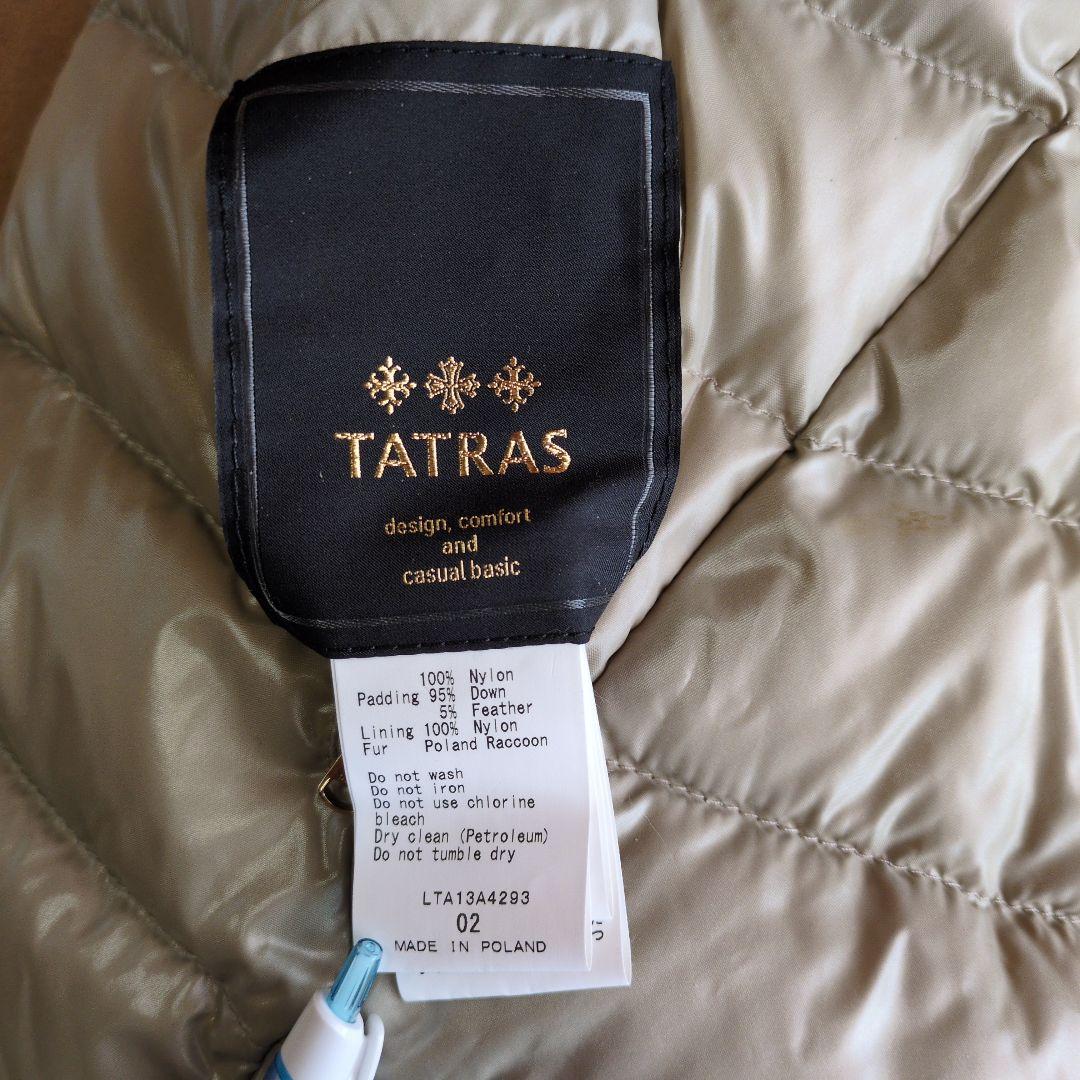 TATRAS
design, comfort
and
casual basic
100% Nylon
Padding 95% Down
5% Feather
Lining 100% Nylon
Fur Poland Raccoon
Do not wash
Do not iron
Do not use chlorine
bleach
Dry clean (Petroleum)
Do not tumble dry
LTA13A4293
02
MADE IN POLAND